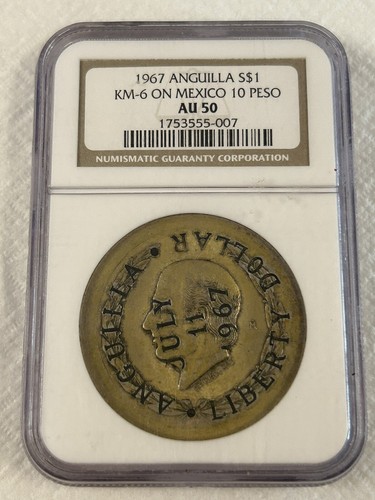 1967 ANGUILLA S$1
KM-6 ON MEXICO 10 PESO
AU 50
1753555-007
NUMISMATIC GUARANTY CORPORATION
ANGUILLA • LIBERTY DOLLAR •
JULY
11
1967